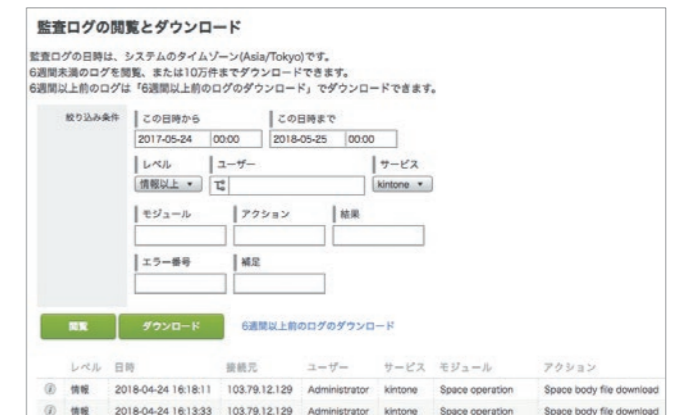 監査ログの閲覧とダウンロード
監査ログの日時は、システムのタイムゾーン(Asia/Tokyo)です。
6週間未満のログを閲覧、または10万件までダウンロードできます。
6週間以上前のログは「6週間以上前のログのダウンロード」でダウンロードできます。
絞り込み条件 この日時から この日時まで
2017-05-24 00:00 2018-05-25 00:00
レベル ユーザー サービス
情報以上 kintone
モジュール アクション 結果
エラー番号 補足
閲覧 ダウンロード 6週間以上前のログのダウンロード
レベル 日時 接続元 ユーザー サービス モジュール アクション
情報 2018-04-24 16:18:11 103.79.12.129 Administrator kintone Space operation Space body file download
情報 2018-04-24 16:13:33 103.79.12.129 Administrator kintone Space operation Space body file download